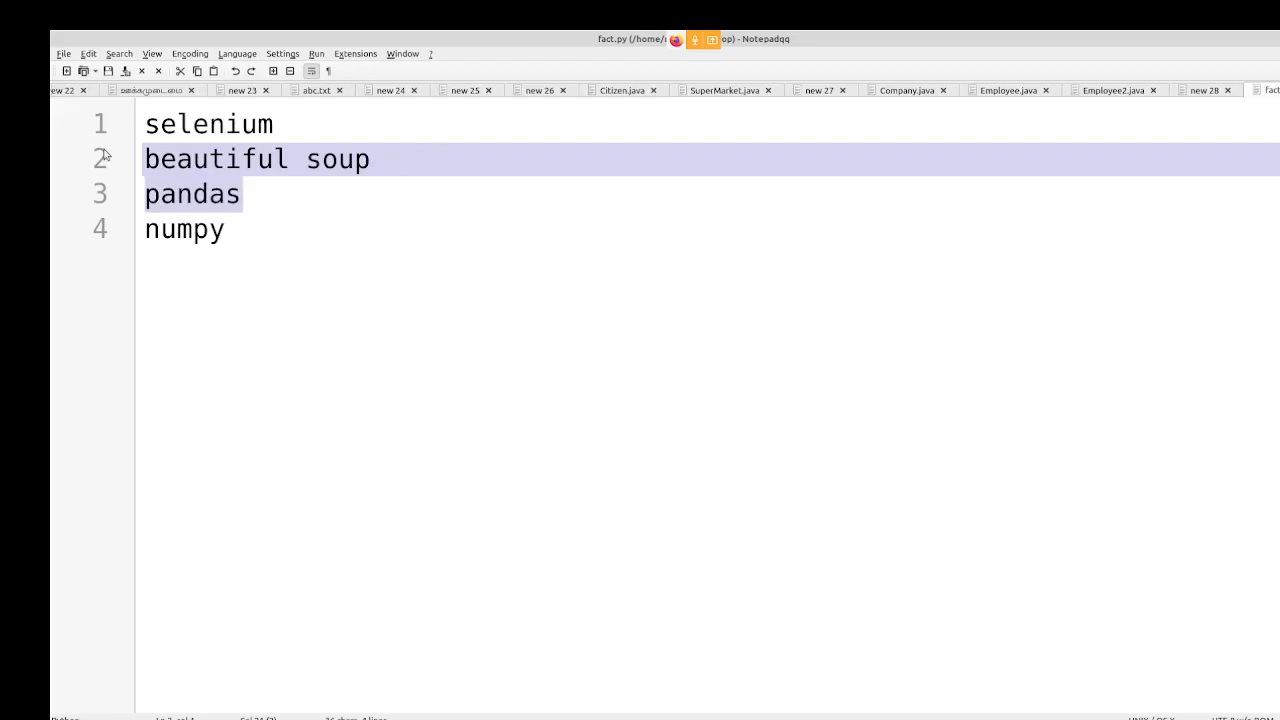 fact.py (/home/ op) - Notepadqq
File Edit Search View Encoding Language Settings Run Extensions Window ?
ew 22 new 23 abc.txt new 24 new 25 new 26 Citizen.java SuperMarket.java new 27 Company.java Employee.java Employee2.java new 28 fact
1 selenium
2 beautiful soup
3 pandas
4 numpy